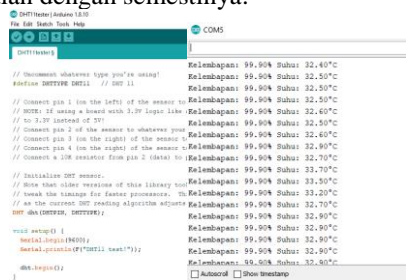 nan dengan semestinya.
DHT11tester | Arduino 1.8.10
File Edit Sketch Tools Help
DHT11tester §
// Uncomment whatever type you're using!
#define DHTTYPE DHT11 // DHT 11
// Connect pin 1 (on the left) of the sensor to
// NOTE: If using a board with 3.3V logic like
// to 3.3V instead of 5V!
// Connect pin 2 of the sensor to whatever your
// Connect pin 3 (on the right) of the sensor t
// Connect pin 4 (on the right) of the sensor t
// Connect a 10K resistor from pin 2 (data) to
// Initialize DHT sensor.
// Note that older versions of this library too
// tweak the timings for faster processors. Th
// as the current DHT reading algorithm adjusts
DHT dht(DHTPIN, DHTTYPE);
void setup() {
Serial.begin(9600);
Serial.println(F("DHT11 test!"));
dht.begin();
}
COM5
Kelembapan: 99.90% Suhu: 32.40°C
Kelembapan: 99.90% Suhu: 32.50°C
Kelembapan: 99.90% Suhu: 32.50°C
Kelembapan: 99.90% Suhu: 32.50°C
Kelembapan: 99.90% Suhu: 32.60°C
Kelembapan: 99.90% Suhu: 32.50°C
Kelembapan: 99.90% Suhu: 32.60°C
Kelembapan: 99.90% Suhu: 32.90°C
Kelembapan: 99.90% Suhu: 32.70°C
Kelembapan: 99.90% Suhu: 32.70°C
Kelembapan: 99.90% Suhu: 33.50°C
Kelembapan: 99.90% Suhu: 33.20°C
Kelembapan: 99.90% Suhu: 32.90°C
Kelembapan: 99.90% Suhu: 32.90°C
Kelembapan: 99.90% Suhu: 32.90°C
Kelembapan: 99.90% Suhu: 32.90°C
Kelembapan: 99.90% Suhu: 32.90°C
Autoscroll Show timestamp